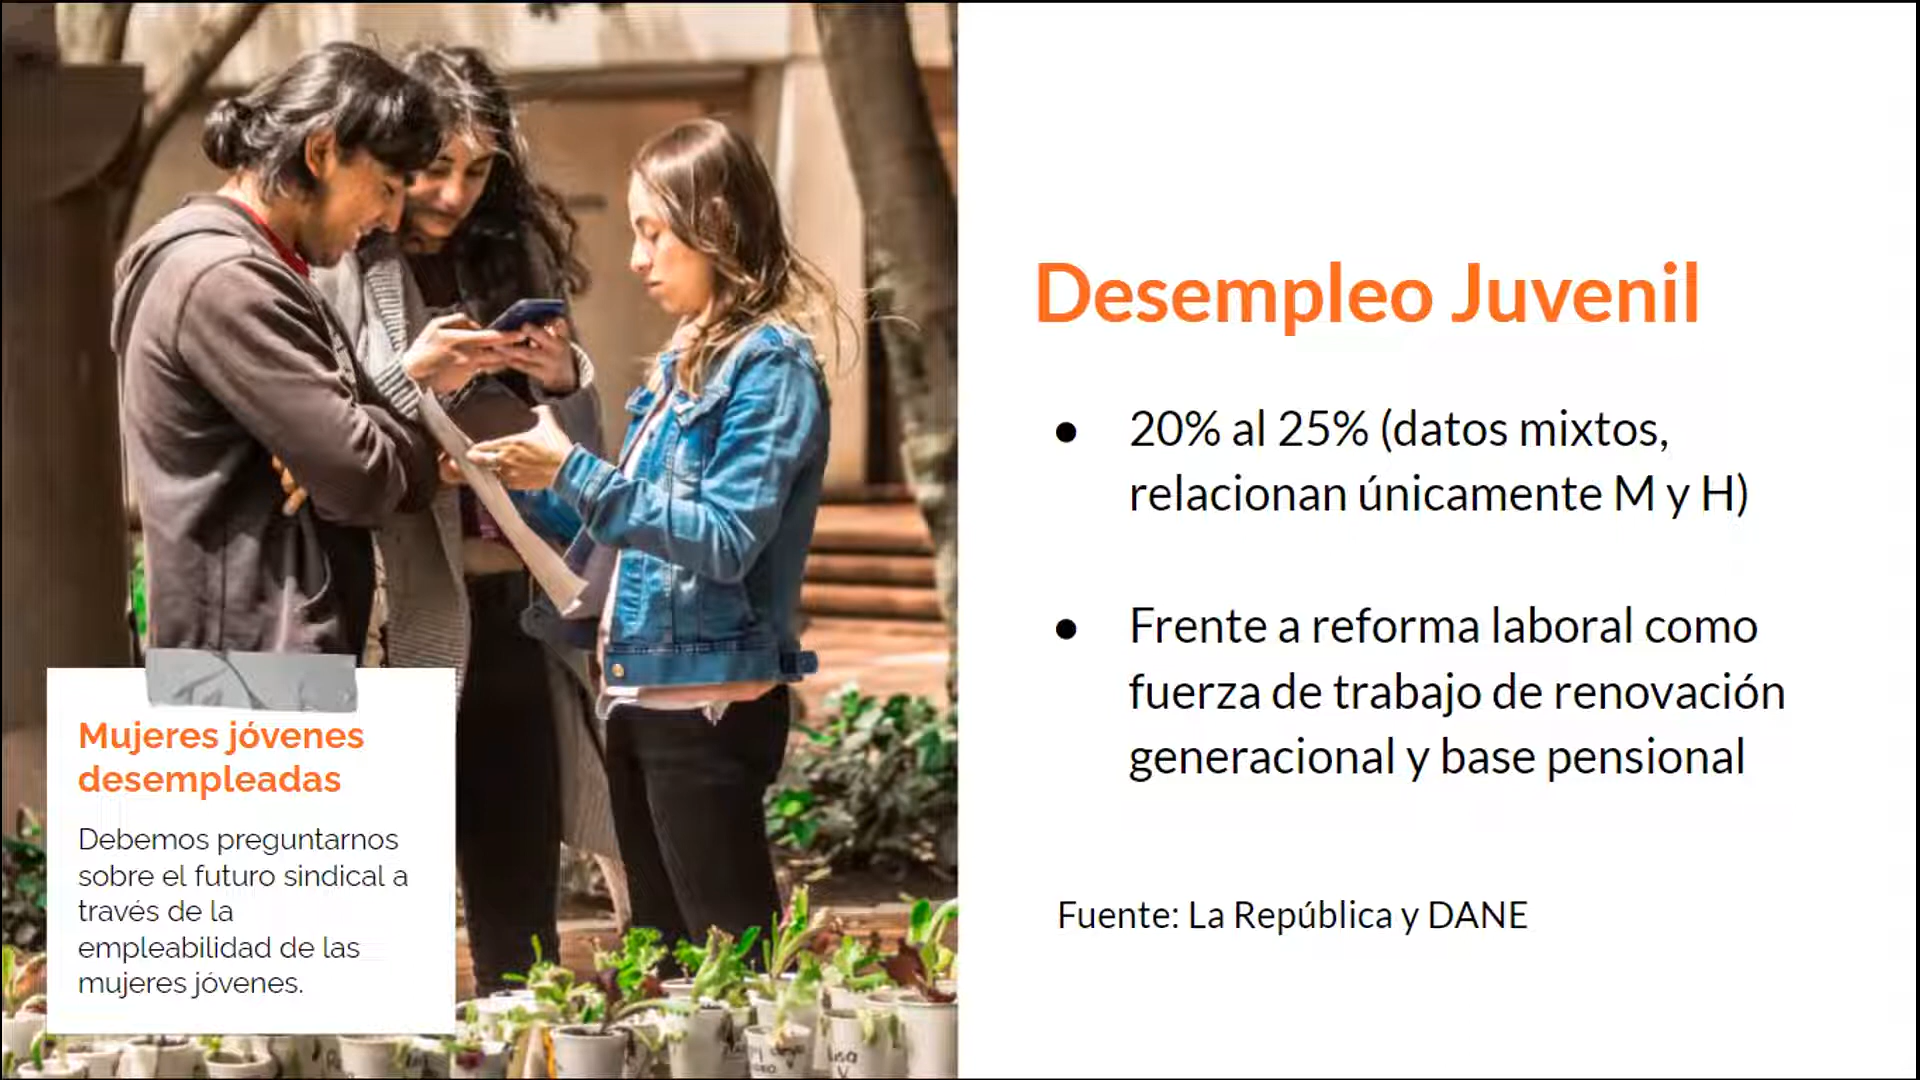 Desempleo Juvenil
● 20% al 25% (datos mixtos,
relacionan únicamente M y H)
● Frente a reforma laboral como
fuerza de trabajo de renovación
generacional y base pensional
Fuente: La República y DANE
Mujeres jóvenes
desempleadas
Debemos preguntarnos
sobre el futuro sindical a
través de la
empleabilidad de las
mujeres jóvenes.